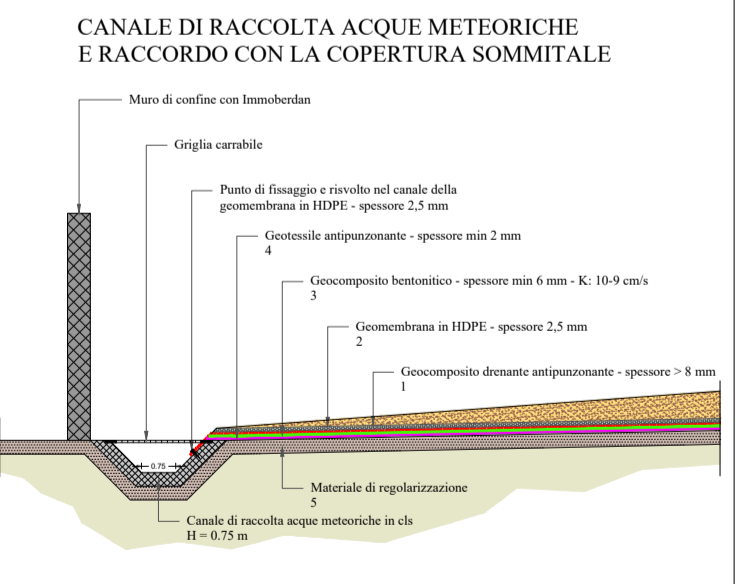 CANALE DI RACCOLTA ACQUE METEORICHE
E RACCORDO CON LA COPERTURA SOMMITALE
Muro di confine con Immoberdan
Griglia carrabile
Punto di fissaggio e risvolto nel canale della
geomembrana in HDPE - spessore 2,5 mm
Geotessile antipunzonante - spessore min 2 mm
4
Geocomposito bentonitico - spessore min 6 mm - K: 10-9 cm/s
3
Geomembrana in HDPE - spessore 2,5 mm
2
Geocomposito drenante antipunzonante - spessore > 8 mm
1
0.75
Materiale di regolarizzazione
5
Canale di raccolta acque meteoriche in cls
H = 0.75 m